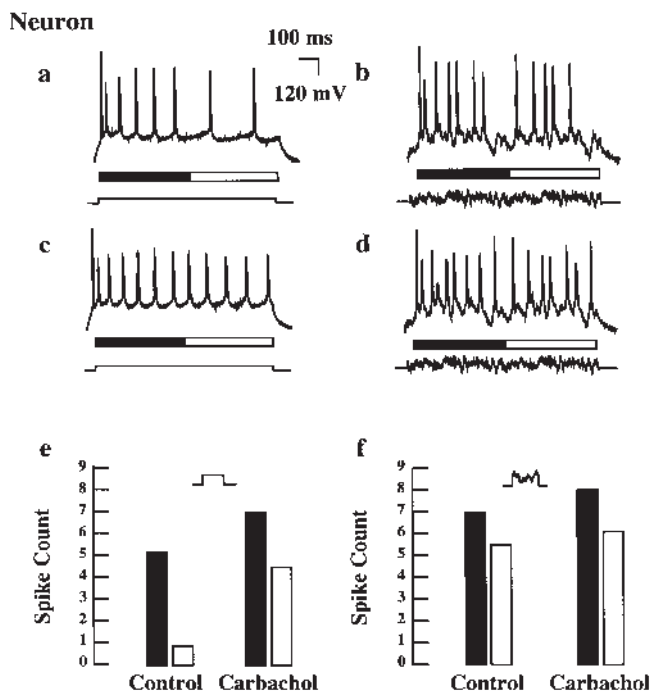 Neuron
100 ms
a
b
120 mV
c
d
e
f
9
8
7
6
5
4
3
2
1
0
Spike Count
Control
Carbachol
9
8
7
6
5
4
3
2
1
0
Spike Count
Control
Carbachol